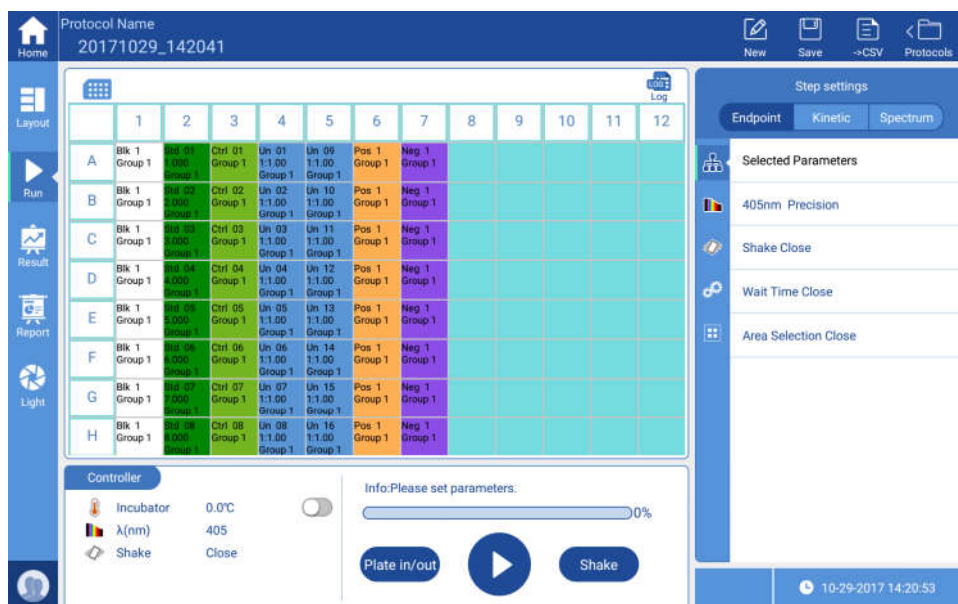 Protocol Name
20171029_142041
Home
New
Save
->CSV
Protocols
Layout
Run
Result
Report
Light
LOG
Log
1 2 3 4 5 6 7 8 9 10 11 12
A
Blk 1
Group 1
Std 01
1.000
Group 1
Ctrl 01
Group 1
Un 01
1:1.00
Group 1
Un 09
1:1.00
Group 1
Pos 1
Group 1
Neg 1
Group 1
B
Blk 1
Group 1
Std 02
2.000
Group 1
Ctrl 02
Group 1
Un 02
1:1.00
Group 1
Un 10
1:1.00
Group 1
Pos 1
Group 1
Neg 1
Group 1
C
Blk 1
Group 1
Std 03
3.000
Group 1
Ctrl 03
Group 1
Un 03
1:1.00
Group 1
Un 11
1:1.00
Group 1
Pos 1
Group 1
Neg 1
Group 1
D
Blk 1
Group 1
Std 04
4.000
Group 1
Ctrl 04
Group 1
Un 04
1:1.00
Group 1
Un 12
1:1.00
Group 1
Pos 1
Group 1
Neg 1
Group 1
E
Blk 1
Group 1
Std 05
5.000
Group 1
Ctrl 05
Group 1
Un 05
1:1.00
Group 1
Un 13
1:1.00
Group 1
Pos 1
Group 1
Neg 1
Group 1
F
Blk 1
Group 1
Std 06
6.000
Group 1
Ctrl 06
Group 1
Un 06
1:1.00
Group 1
Un 14
1:1.00
Group 1
Pos 1
Group 1
Neg 1
Group 1
G
Blk 1
Group 1
Std 07
7.000
Group 1
Ctrl 07
Group 1
Un 07
1:1.00
Group 1
Un 15
1:1.00
Group 1
Pos 1
Group 1
Neg 1
Group 1
H
Blk 1
Group 1
Std 08
8.000
Group 1
Ctrl 08
Group 1
Un 08
1:1.00
Group 1
Un 16
1:1.00
Group 1
Pos 1
Group 1
Neg 1
Group 1
Step settings
Endpoint Kinetic Spectrum
Selected Parameters
405nm Precision
Shake Close
Wait Time Close
Area Selection Close
Controller
Incubator 0.0℃
λ(nm) 405
Shake Close
Info:Please set parameters.
0%
Plate in/out
Shake
10-29-2017 14:20:53